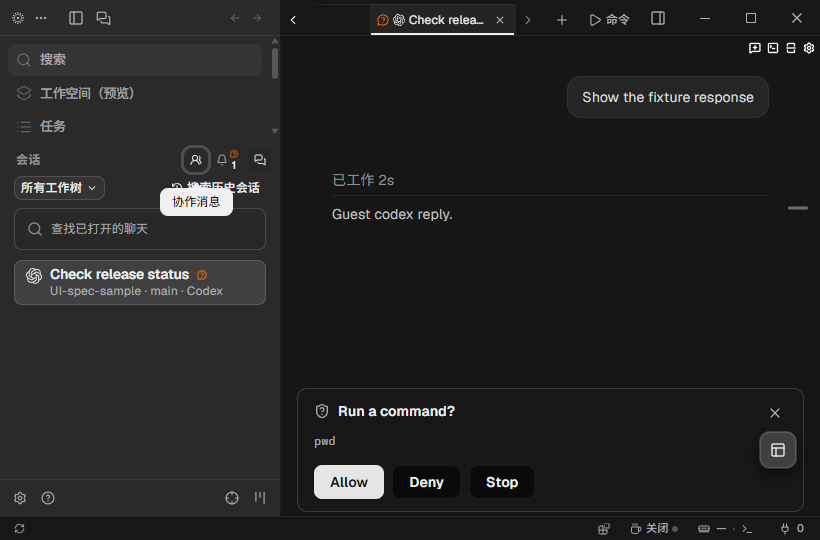 Check relea...
命令
搜索
工作空间（预览）
任务
会话
1
所有工作树
搜索历史会话
协作消息
查找已打开的聊天
Check release status
UI-spec-sample · main · Codex
Show the fixture response
已工作 2s
Guest codex reply.
Run a command?
pwd
Allow
Deny
Stop
关闭
— ·
0